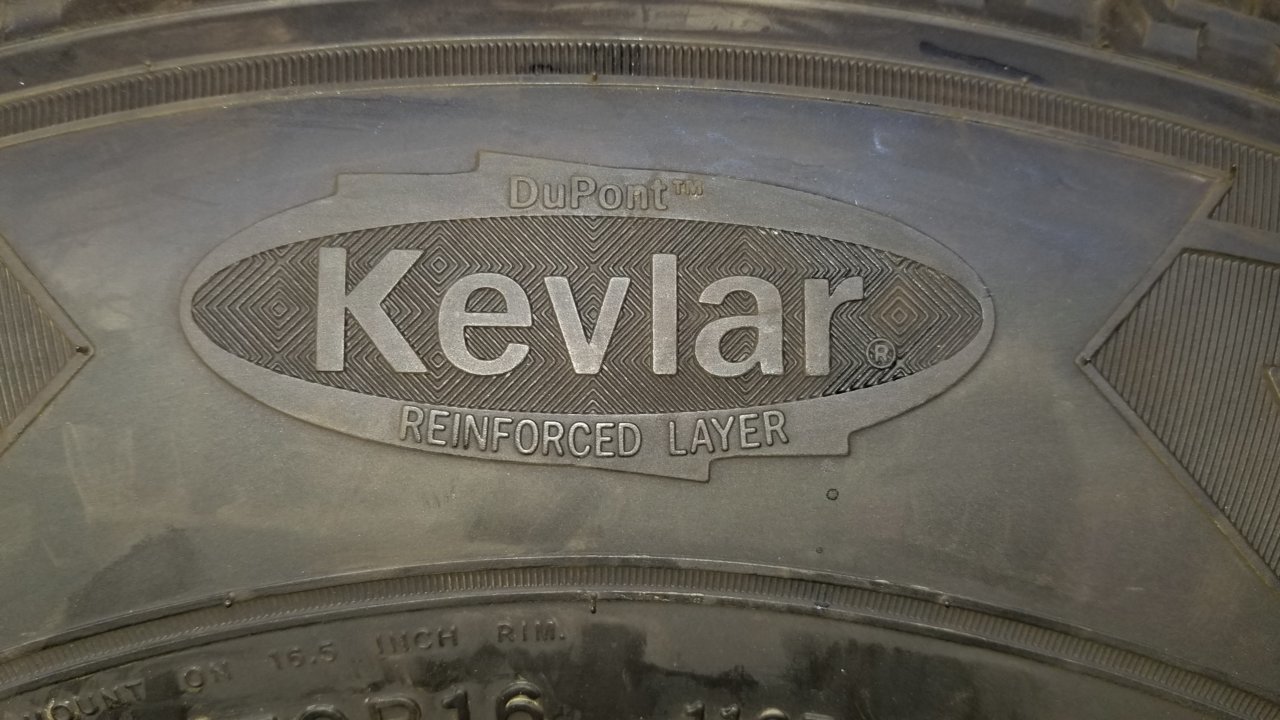 DuPont™
Kevlar®
REINFORCED LAYER
MOUNT ON 16.5 INCH RIM.